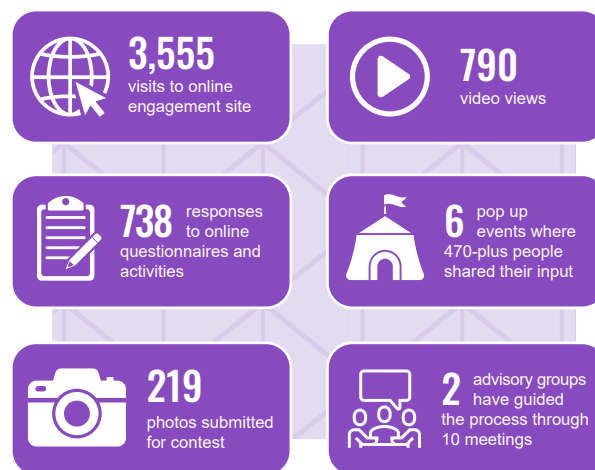 3,555
visits to online
engagement site
790
video views
738 responses
to online
questionnaires and
activities
6 pop up
events where
470-plus people
shared their input
219
photos submitted
for contest
2 advisory groups
have guided
the process through
10 meetings